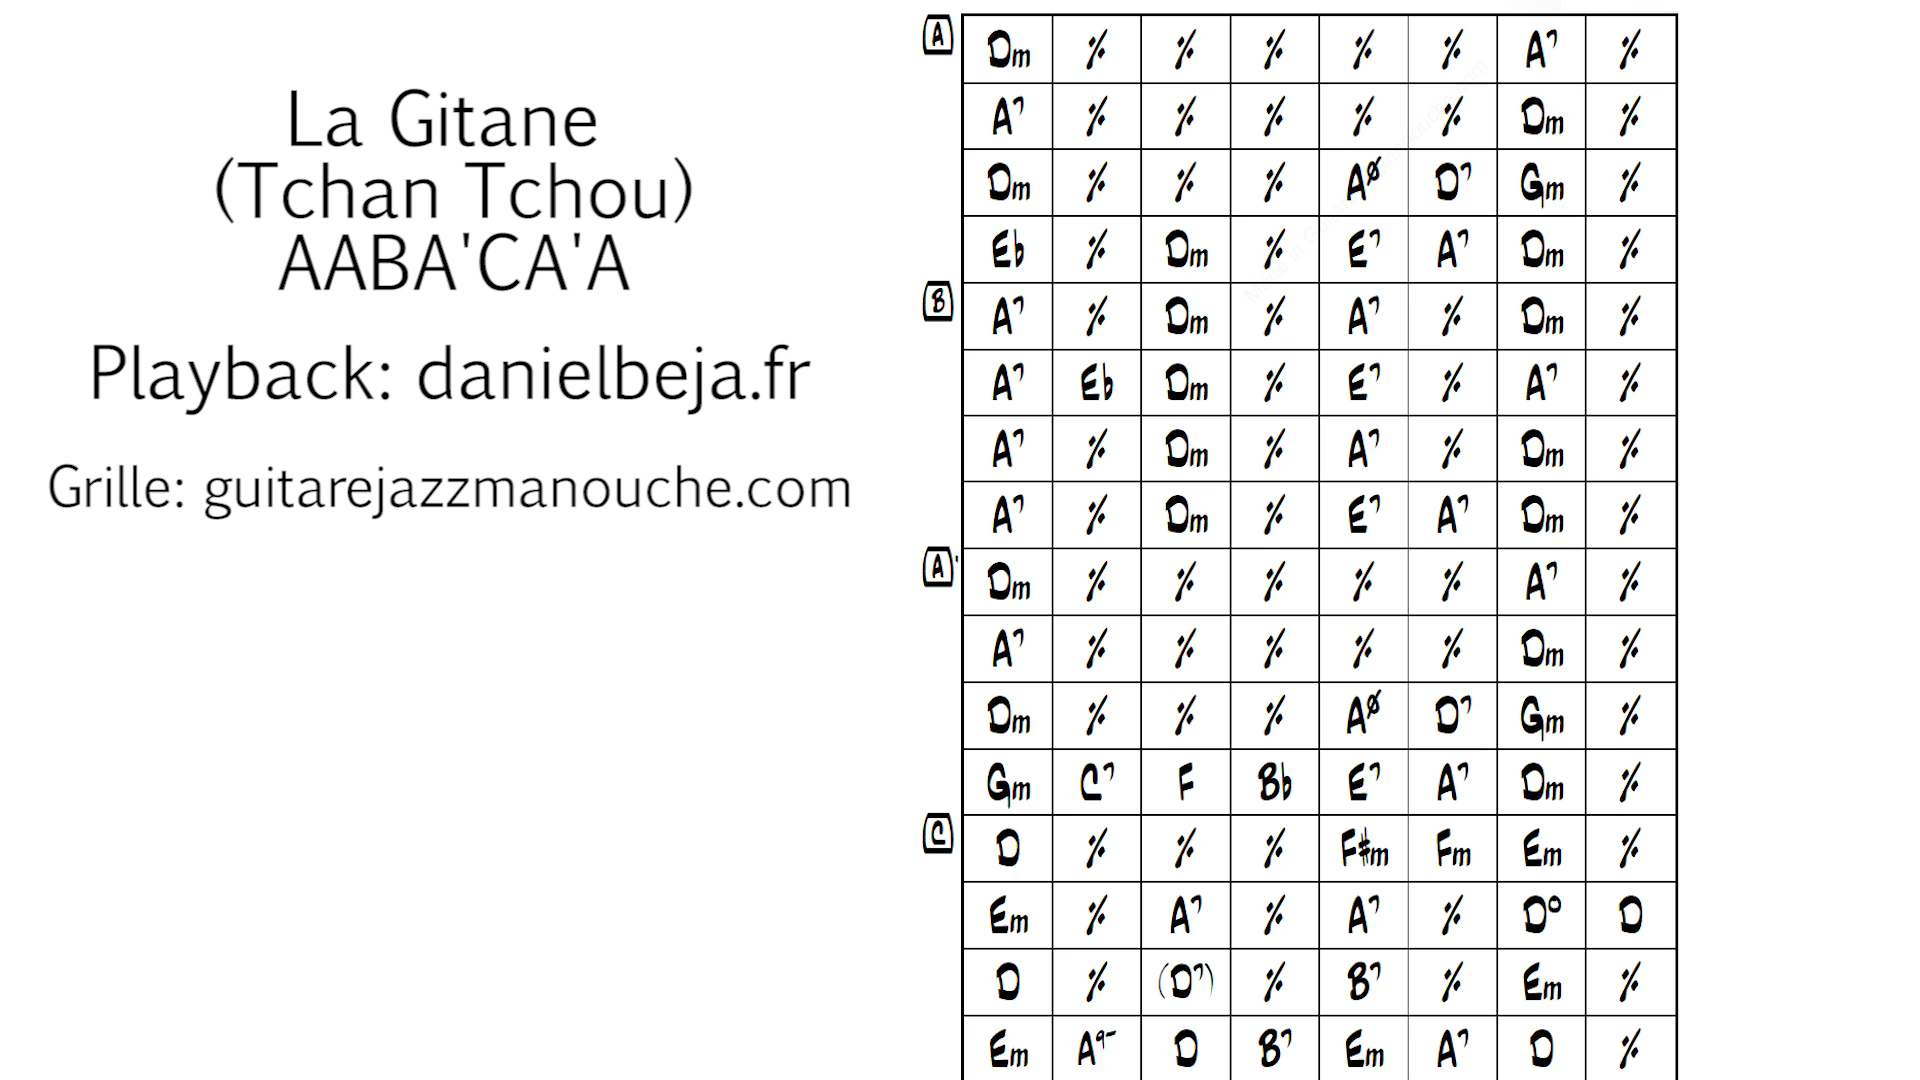 La Gitane
(Tchan Tchou)
AABA'CA'A
Playback: danielbeja.fr
Grille: guitarejazzmanouche.com
A Dm % % % % % A7 %
A7 % % % % % Dm %
Dm % % % Aø D7 Gm %
E♭ % Dm % E7 A7 Dm %
B A7 % Dm % A7 % Dm %
A7 E♭ Dm % E7 % A7 %
A7 % Dm % A7 % Dm %
A7 % Dm % E7 A7 Dm %
A' Dm % % % % % A7 %
A7 % % % % % Dm %
Dm % % % Aø D7 Gm %
Gm C7 F B♭ E7 A7 Dm %
C D % % % F#m Fm Em %
Em % A7 % A7 % D° D
D % (D7) % B7 % Em %
Em A9- D B7 Em A7 D %